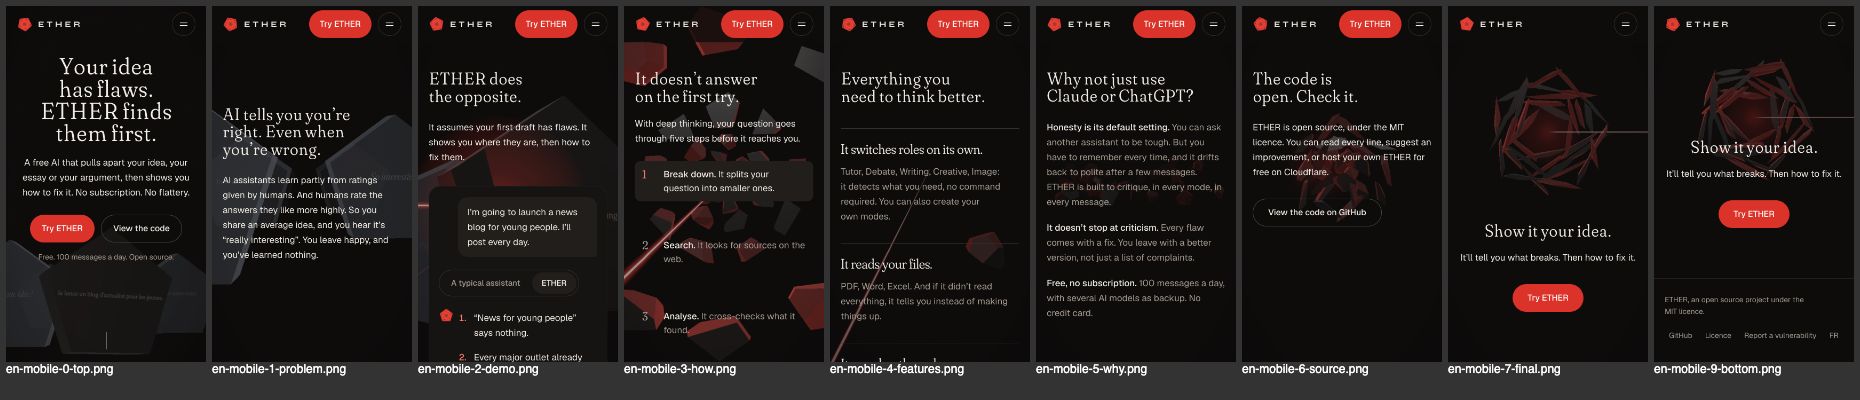 ETHER
Your idea
has flaws.
ETHER finds
them first.
A free AI that pulls apart your idea, your
essay or your argument, then shows you
how to fix it. No subscription. No flattery.
Try ETHER
View the code
Free. 100 messages a day. Open source.
en-mobile-0-top.png
ETHER
Try ETHER
AI tells you you're
right. Even when
you're wrong.
AI assistants learn partly from ratings
given by humans. And humans rate the
answers they like more highly. So you
share an average idea, and you hear it's
“really interesting”. You leave happy, and
you've learned nothing.
en-mobile-1-problem.png
ETHER
Try ETHER
ETHER does
the opposite.
It assumes your first draft has flaws. It
shows you where they are, then how to
fix them.
I'm going to launch a news
blog for young people. I'll
post every day.
A typical assistant
ETHER
1. “News for young people”
says nothing.
2. Every major outlet already
en-mobile-2-demo.png
ETHER
Try ETHER
It doesn't answer
on the first try.
With deep thinking, your question goes
through five steps before it reaches you.
1 Break down. It splits your
question into smaller ones.
2 Search. It looks for sources on the
web.
3 Analyse. It cross-checks what it
found.
en-mobile-3-how.png
ETHER
Try ETHER
Everything you
need to think better.
It switches roles on its own.
Tutor, Debate, Writing, Creative, Image:
it detects what you need, no command
required. You can also create your
own modes.
It reads your files.
PDF, Word, Excel. And if it didn't read
everything, it tells you instead of making
things up.
en-mobile-4-features.png
ETHER
Try ETHER
Why not just use
Claude or ChatGPT?
Honesty is its default setting. You can ask
another assistant to be tough. But you
have to remember every time, and it drifts
back to polite after a few messages.
ETHER is built to critique, in every mode, in
every message.
It doesn't stop at criticism. Every flaw
comes with a fix. You leave with a better
version, not just a list of complaints.
Free, no subscription. 100 messages a day,
with several AI models as backup. No
credit card.
en-mobile-5-why.png
ETHER
Try ETHER
The code is
open. Check it.
ETHER is open source, under the MIT
licence. You can read every line, suggest an
improvement, or host your own ETHER for
free on Cloudflare.
View the code on GitHub
en-mobile-6-source.png
ETHER
Show it your idea.
It'll tell you what breaks. Then how to fix it.
Try ETHER
en-mobile-7-final.png
ETHER
Show it your idea.
It'll tell you what breaks. Then how to fix it.
Try ETHER
ETHER, an open source project under the
MIT licence.
GitHub Licence Report a vulnerability FR
en-mobile-9-bottom.png